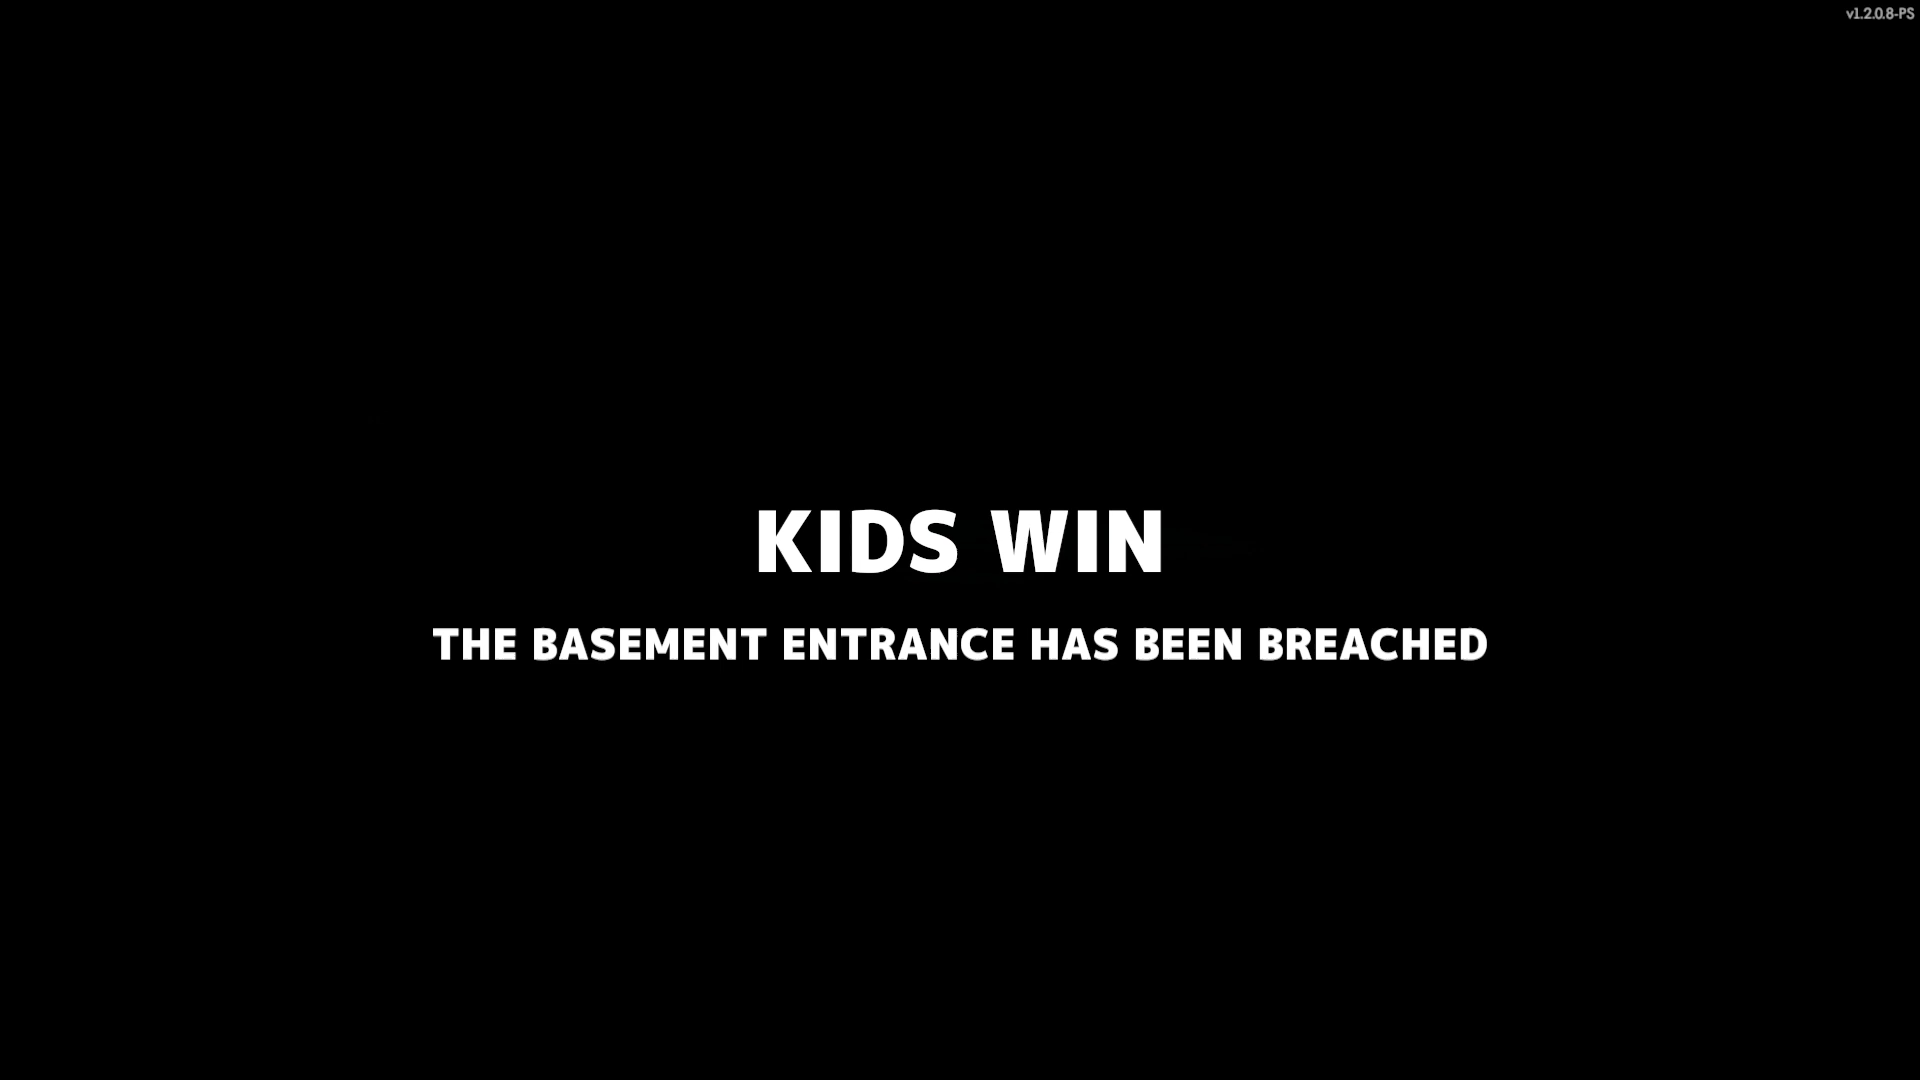 v1.2.0.8-PS
KIDS WIN
THE BASEMENT ENTRANCE HAS BEEN BREACHED